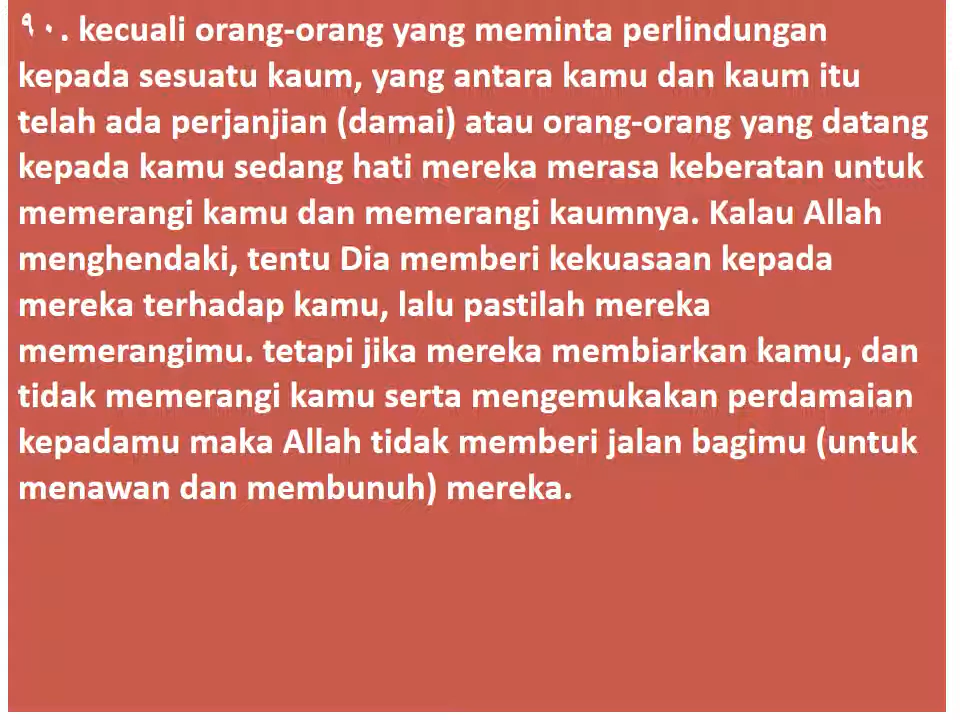 ٩٠. kecuali orang-orang yang meminta perlindungan
kepada sesuatu kaum, yang antara kamu dan kaum itu
telah ada perjanjian (damai) atau orang-orang yang datang
kepada kamu sedang hati mereka merasa keberatan untuk
memerangi kamu dan memerangi kaumnya. Kalau Allah
menghendaki, tentu Dia memberi kekuasaan kepada
mereka terhadap kamu, lalu pastilah mereka
memerangimu. tetapi jika mereka membiarkan kamu, dan
tidak memerangi kamu serta mengemukakan perdamaian
kepadamu maka Allah tidak memberi jalan bagimu (untuk
menawan dan membunuh) mereka.